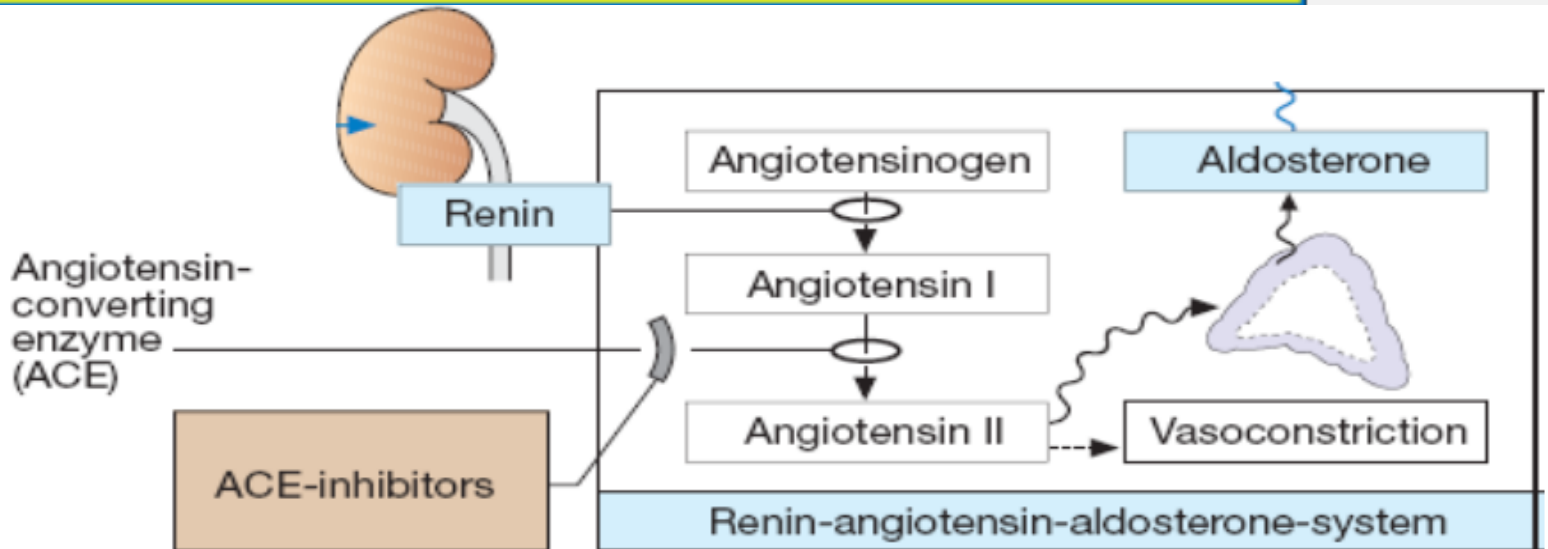 Angiotensinogen
Aldosterone
Renin
Angiotensin-
converting
enzyme
(ACE)
Angiotensin I
Angiotensin II
Vasoconstriction
ACE-inhibitors
Renin-angiotensin-aldosterone-system